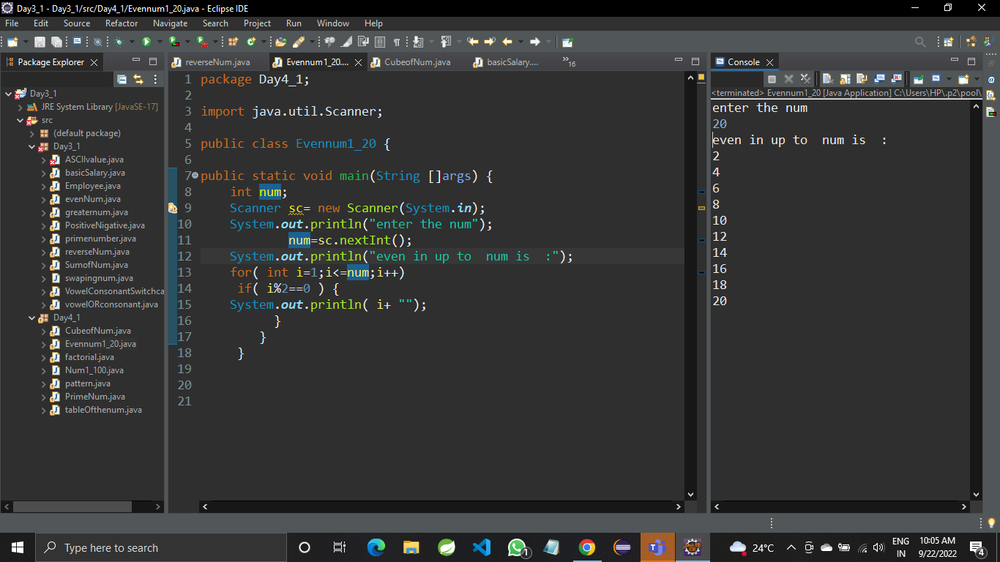 Day3_1 - Day3_1/src/Day4_1/Evennum1_20.java - Eclipse IDE
File Edit Source Refactor Navigate Search Project Run Window Help
Package Explorer
Day3_1
JRE System Library [JavaSE-17]
src
(default package)
Day3_1
ASCIIvalue.java
basicSalary.java
Employee.java
evenNum.java
greaternum.java
PositiveNigative.java
primenumber.java
reverseNum.java
SumofNum.java
swapingnum.java
VowelConsonantSwitchca
vowelORconsonant.java
Day4_1
CubeofNum.java
Evennum1_20.java
factorial.java
Num1_100.java
pattern.java
PrimeNum.java
tableOfthenum.java
reverseNum.java Evennum1_20.... CubeofNum.java basicSalary.... »16
1 package Day4_1;
2
3 import java.util.Scanner;
4
5 public class Evennum1_20 {
6
7 public static void main(String []args) {
8 int num;
9 Scanner sc= new Scanner(System.in);
10 System.out.println("enter the num");
11 num=sc.nextInt();
12 System.out.println("even in up to  num is  :");
13 for( int i=1;i<=num;i++)
14 if( i%2==0 ) {
15 System.out.println( i+ "");
16 }
17 }
18 }
19
20
21
Console
<terminated> Evennum1_20 [Java Application] C:\Users\HP\.p2\pool\
enter the num
20
even in up to  num is  :
2
4
6
8
10
12
14
16
18
20
Type here to search
1
24°C
ENG
IN
10:05 AM
9/22/2022
4